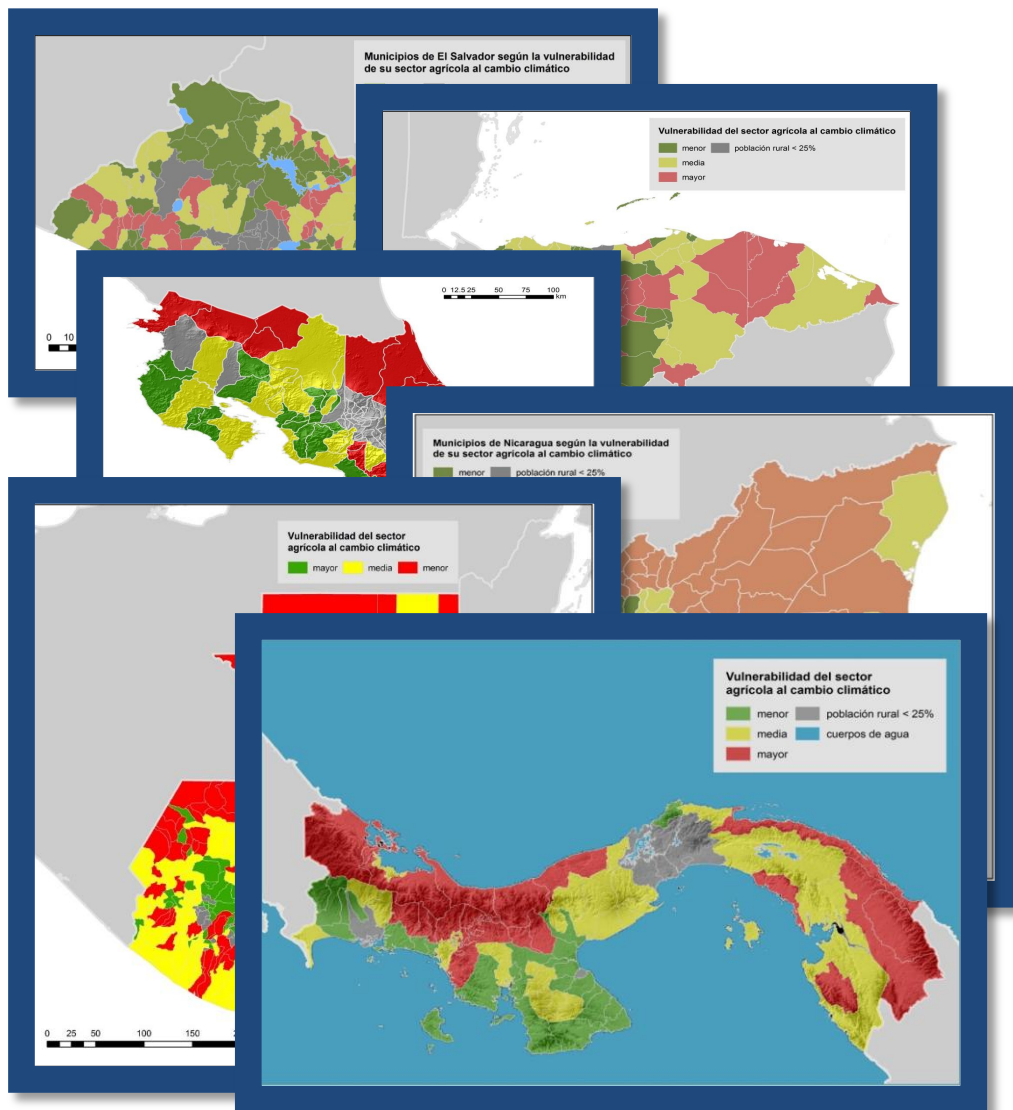 Municipios de El Salvador según la vulnerabilidad
de su sector agrícola al cambio climático
0 10
Vulnerabilidad del sector agrícola al cambio climático
menor población rural < 25%
media
mayor
0 12.5 25 50 75 100
km
Municipios de Nicaragua según la vulnerabilidad
de su sector agrícola al cambio climático
menor población rural < 25%
Vulnerabilidad del sector
agrícola al cambio climático
mayor media menor
0 25 50 100 150
Vulnerabilidad del sector
agrícola al cambio climático
menor población rural < 25%
media cuerpos de agua
mayor